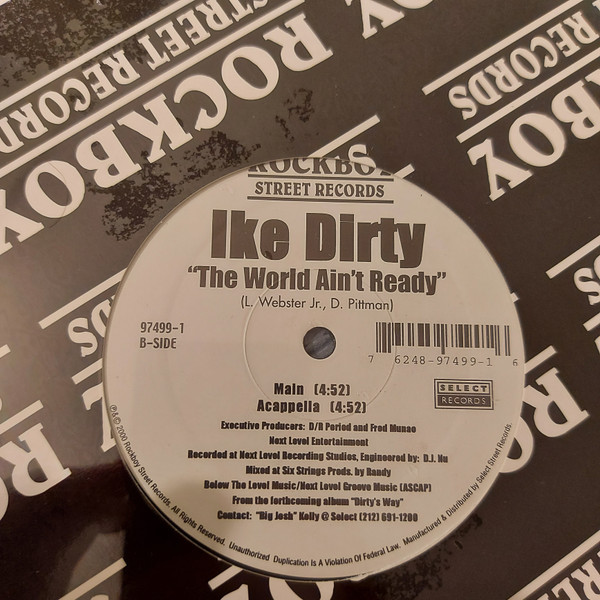 STREET RECORDS
ROCKBOY
STREET RECORDS
ROCKBOY
ROCKBOY
STREET RECORDS
Ike Dirty
"The World Ain't Ready"
(L. Webster Jr., D. Pittman)
97499-1
B-SIDE
7 6248-97499-1 6
Main (4:52)
Acappella (4:52)
SELECT
RECORDS
Executive Producers: D/R Period and Fred Munao
Next Level Entertainment
Recorded at Next Level Recording Studios, Engineered by: D.J. Nu
Mixed at Six Strings Prods. by Randy
Below The Level Music/Next Level Groove Music (ASCAP)
From the forthcoming album "Dirty's Way"
Contact: "Big Josh" Kelly @ Select (212) 691-1200
℗& © 2000 Rockboy Street Records. All Rights Reserved. Unauthorized Duplication Is A Violation Of Federal Law. Manufactured & Distributed by Select Street Records.